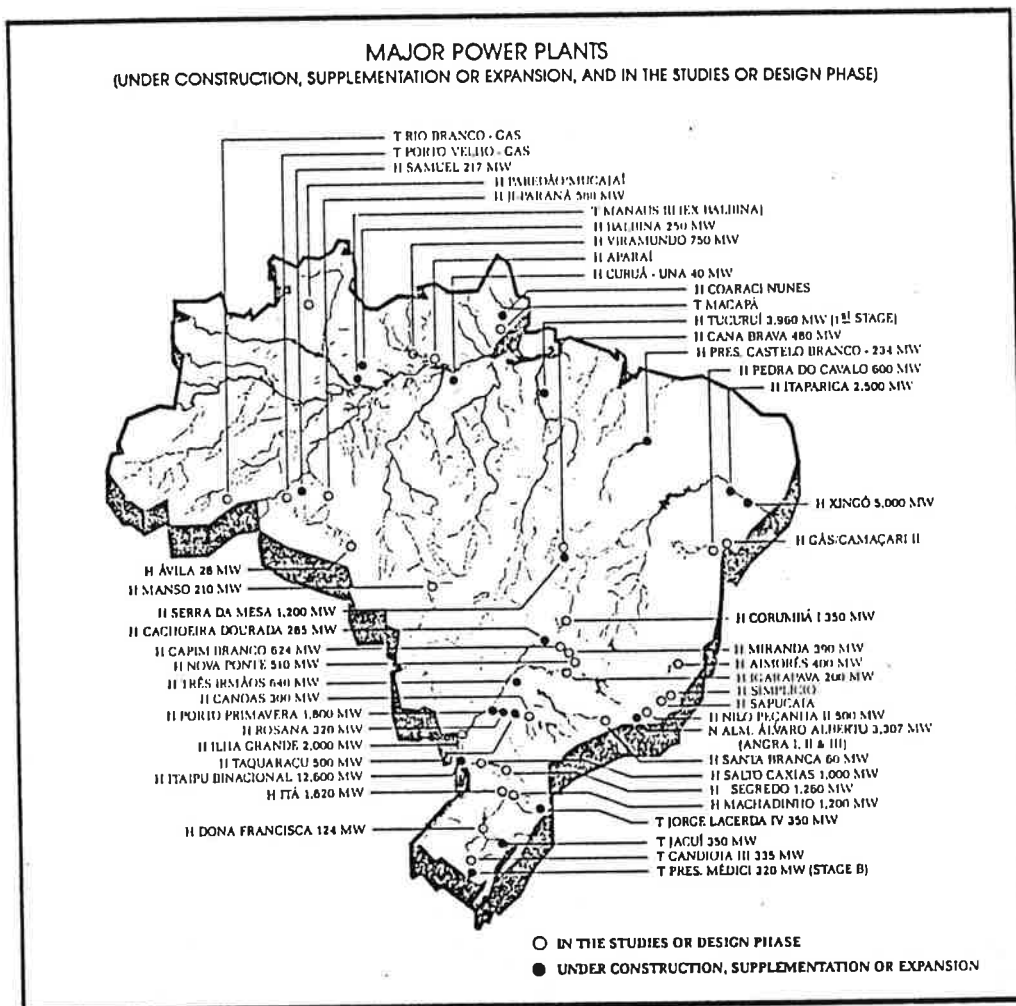 MAJOR POWER PLANTS
(UNDER CONSTRUCTION, SUPPLEMENTATION OR EXPANSION, AND IN THE STUDIES OR DESIGN PHASE)
T RIO BRANCO - GAS
T PORTO VELHO - GAS
H SAMUEL 217 MW
H PAREDÃO/MUCAJAÍ
H JI-PARANÁ 580 MW
T MANAUS III (EX BALBINA)
H BALBINA 250 MW
H VIRAMUNDO 750 MW
H APARAÍ
H CURUÁ - UNA 40 MW
H COARACI NUNES
T MACAPÁ
H TUCURUÍ 3.960 MW (1st STAGE)
H CANA BRAVA 480 MW
H PRES. CASTELO BRANCO - 234 MW
H PEDRA DO CAVALO 600 MW
H ITAPARICA 2.500 MW
H XINGÓ 5,000 MW
H GÁS/CAMAÇARI II
H ÁVILA 28 MW
H MANSO 210 MW
H SERRA DA MESA 1,200 MW
H CACHOEIRA DOURADA 285 MW
H CAPIM BRANCO 624 MW
H NOVA PONTE 510 MW
H TRÊS IRMÃOS 640 MW
H CANOAS 300 MW
H PORTO PRIMAVERA 1,800 MW
H ROSANA 320 MW
H ILHA GRANDE 2,000 MW
H TAQUARAÇU 500 MW
H ITAIPU BINACIONAL 12,600 MW
H ITÁ 1,620 MW
H DONA FRANCISCA 124 MW
H CORUMBÁ I 350 MW
H MIRANDA 390 MW
H AIMORÉS 400 MW
H IGARAPAVA 200 MW
H SIMPLÍCIO
H SAPUCAIA
H NILO PEÇANHA II 500 MW
N ALM. ÁLVARO ALBERTO 3,307 MW
(ANGRA I, II & III)
H SANTA BRANCA 60 MW
H SALTO CAXIAS 1,000 MW
H SEGREDO 1,260 MW
H MACHADINHO 1,200 MW
T JORGE LACERDA IV 350 MW
T JACUÍ 350 MW
T CANDIOTA III 335 MW
T PRES. MÉDICI 320 MW (STAGE B)
O IN THE STUDIES OR DESIGN PHASE
● UNDER CONSTRUCTION, SUPPLEMENTATION OR EXPANSION